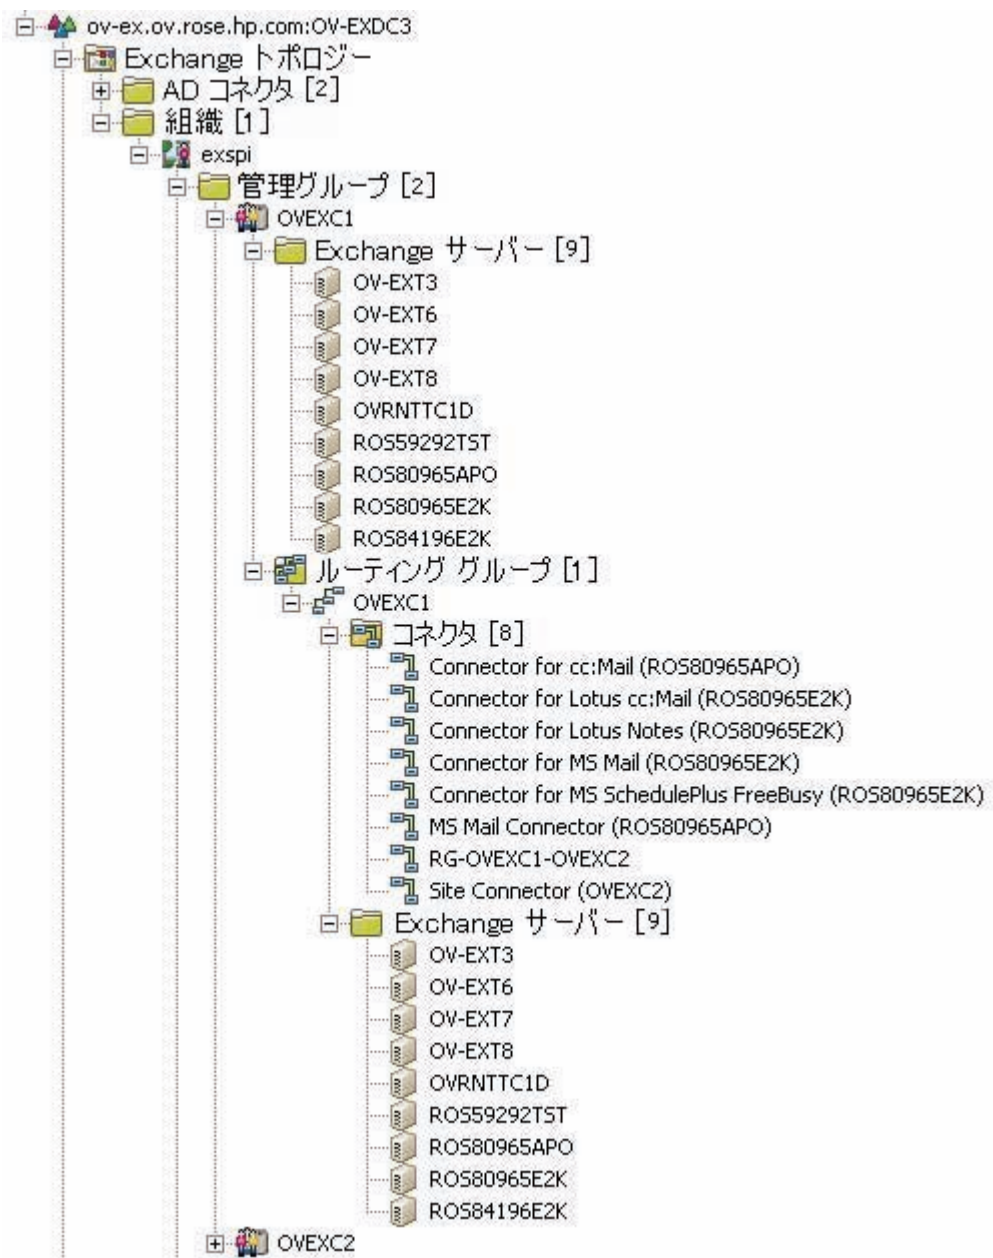 ov-ex.ov.rose.hp.com:OV-EXDC3
Exchange トポロジー
AD コネクタ [2]
組織 [1]
exspi
管理グループ [2]
OVEXC1
Exchange サーバー [9]
OV-EXT3
OV-EXT6
OV-EXT7
OV-EXT8
OVRNTTC1D
ROS59292TST
ROS80965APO
ROS80965E2K
ROS84196E2K
ルーティング グループ [1]
OVEXC1
コネクタ [8]
Connector for cc:Mail (ROS80965APO)
Connector for Lotus cc:Mail (ROS80965E2K)
Connector for Lotus Notes (ROS80965E2K)
Connector for MS Mail (ROS80965E2K)
Connector for MS SchedulePlus FreeBusy (ROS80965E2K)
MS Mail Connector (ROS80965APO)
RG-OVEXC1-OVEXC2
Site Connector (OVEXC2)
Exchange サーバー [9]
OV-EXT3
OV-EXT6
OV-EXT7
OV-EXT8
OVRNTTC1D
ROS59292TST
ROS80965APO
ROS80965E2K
ROS84196E2K
OVEXC2